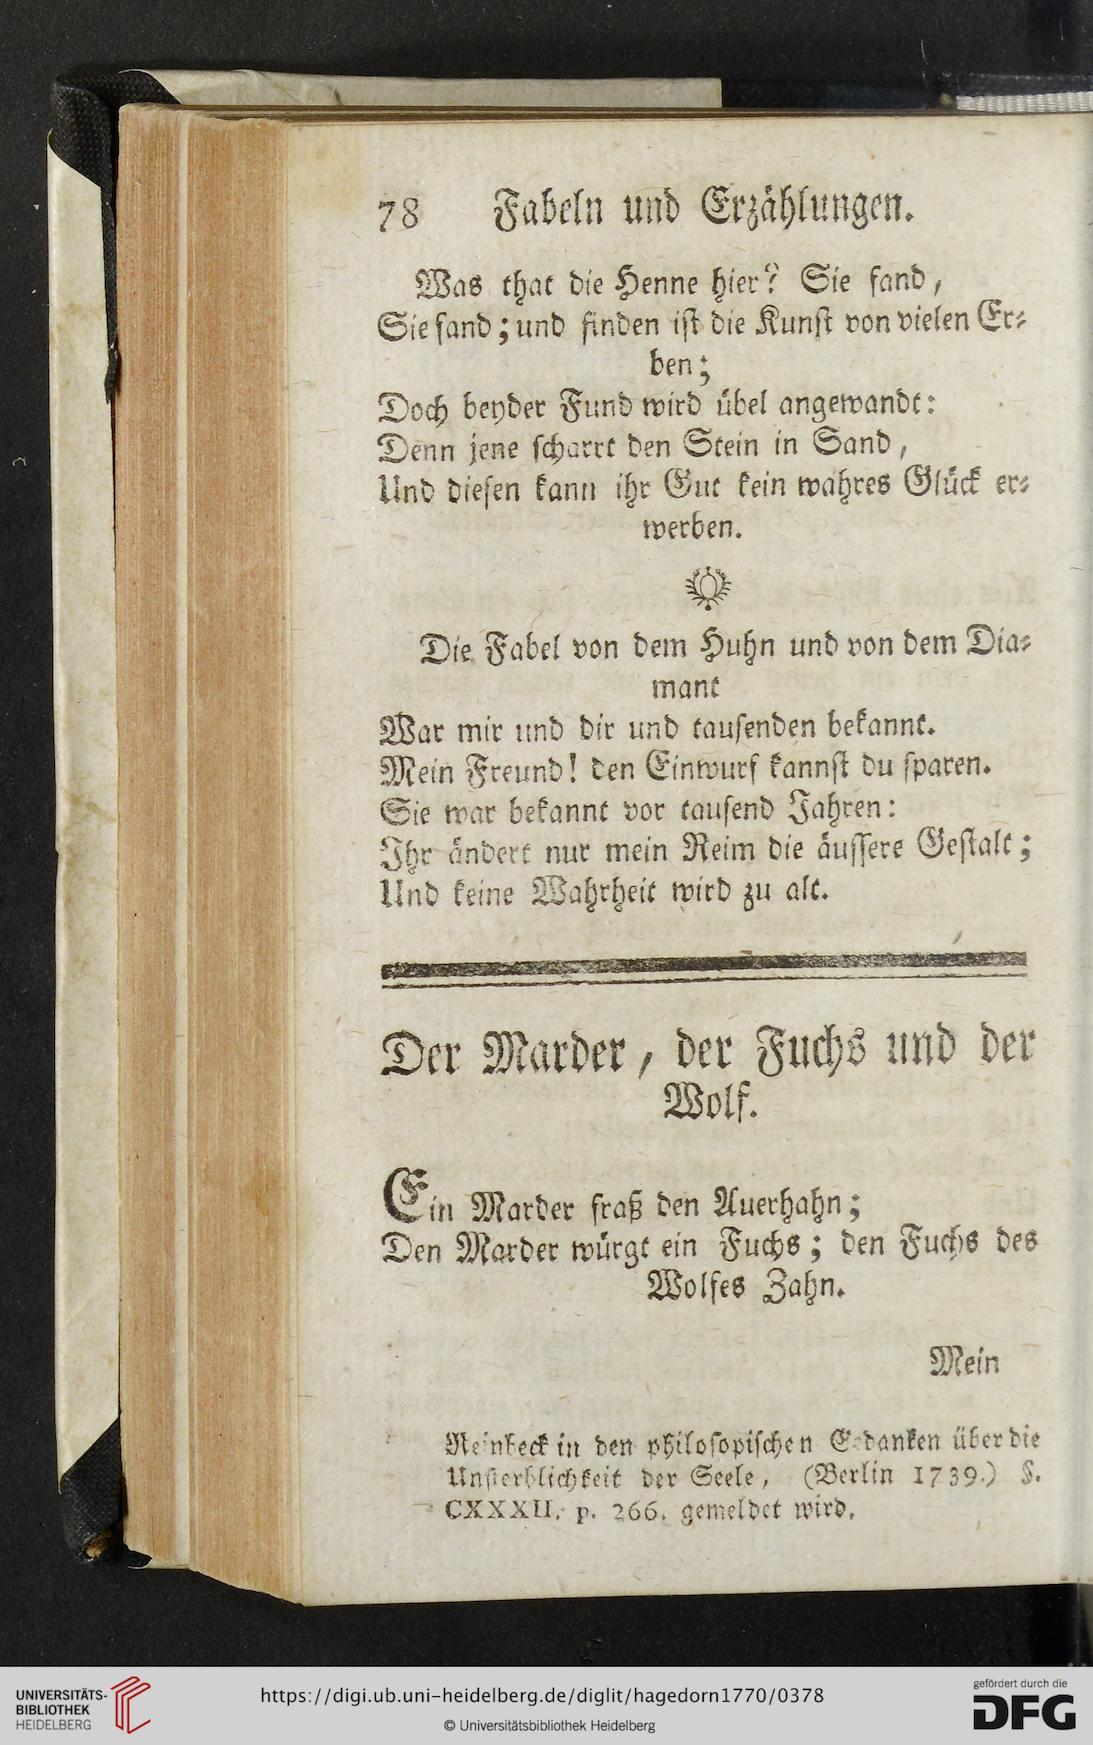 78 Fabeln und Erzählungen.
Was that die Henne hier? Sie fand,
Sie fand; und finden ist die Kunst von vielen Er-
ben;
Doch beyder Fund wird übel angewandt:
Denn jene scharrt den Stein in Sand,
Und diesen kann ihr Gut kein wahres Glück er-
werben.
Die Fabel von dem Huhn und von dem Dia-
mant
War mir und dir und tausenden bekannt.
Mein Freund! den Einwurf kannst du sparen.
Sie war bekannt vor tausend Jahren:
Ihr ändert nur mein Reim die äussere Gestalt;
Und keine Wahrheit wird zu alt.
Der Marder, der Fuchs und der
Wolf.
Ein Marder fraß den Auerhahn;
Den Marder würgt ein Fuchs; den Fuchs des
Wolfes Zahn.
Mein
Reinbeck in den philosopischen Gedanken über die
Unsterblichkeit der Seele, (Berlin 1739.) §.
CXXXII. p. 266. gemeldet wird.
UNIVERSITÄTS-
BIBLIOTHEK
HEIDELBERG
https://digi.ub.uni-heidelberg.de/diglit/hagedorn1770/0378
© Universitätsbibliothek Heidelberg
gefördert durch die
DFG